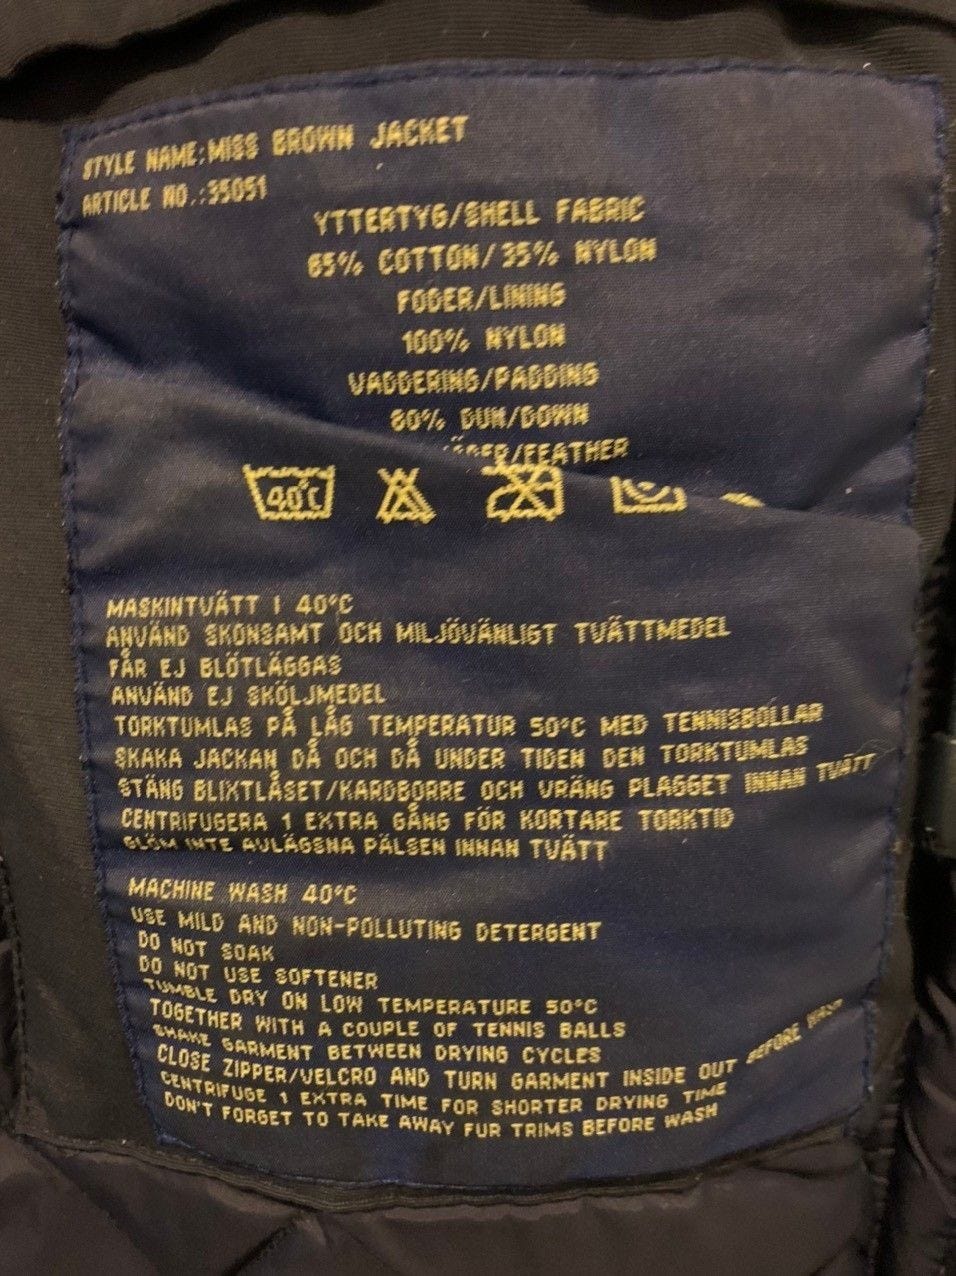 STYLE NAME:MISS BROWN JACKET
ARTICLE NO.:35051
YTTERTYG/SHELL FABRIC
65% COTTON/35% NYLON
FODER/LINING
100% NYLON
VADDERING/PADDING
80% DUN/DOWN
/FEATHER
40°C
MASKINTVÄTT I 40°C
ANVÄND SKONSAMT OCH MILJÖVÄNLIGT TVÄTTMEDEL
FÅR EJ BLÖTLÄGGAS
ANVÄND EJ SKÖLJMEDEL
TORKTUMLAS PÅ LÅG TEMPERATUR 50°C MED TENNISBOLLAR
SKAKA JACKAN DÅ OCH DÅ UNDER TIDEN DEN TORKTUMLAS
STÄNG BLIXTLÅSET/KARDBORRE OCH VRÄNG PLAGGET INNAN TVÄTT
CENTRIFUGERA 1 EXTRA GÅNG FÖR KORTARE TORKTID
GLÖM INTE AVLÄGSNA PÄLSEN INNAN TVÄTT
MACHINE WASH 40°C
USE MILD AND NON-POLLUTING DETERGENT
DO NOT SOAK
DO NOT USE SOFTENER
TUMBLE DRY ON LOW TEMPERATURE 50°C
TOGETHER WITH A COUPLE OF TENNIS BALLS
SHAKE GARMENT BETWEEN DRYING CYCLES
CLOSE ZIPPER/VELCRO AND TURN GARMENT INSIDE OUT BEFORE WASH
CENTRIFUGE 1 EXTRA TIME FOR SHORTER DRYING TIME
DON'T FORGET TO TAKE AWAY FUR TRIMS BEFORE WASH